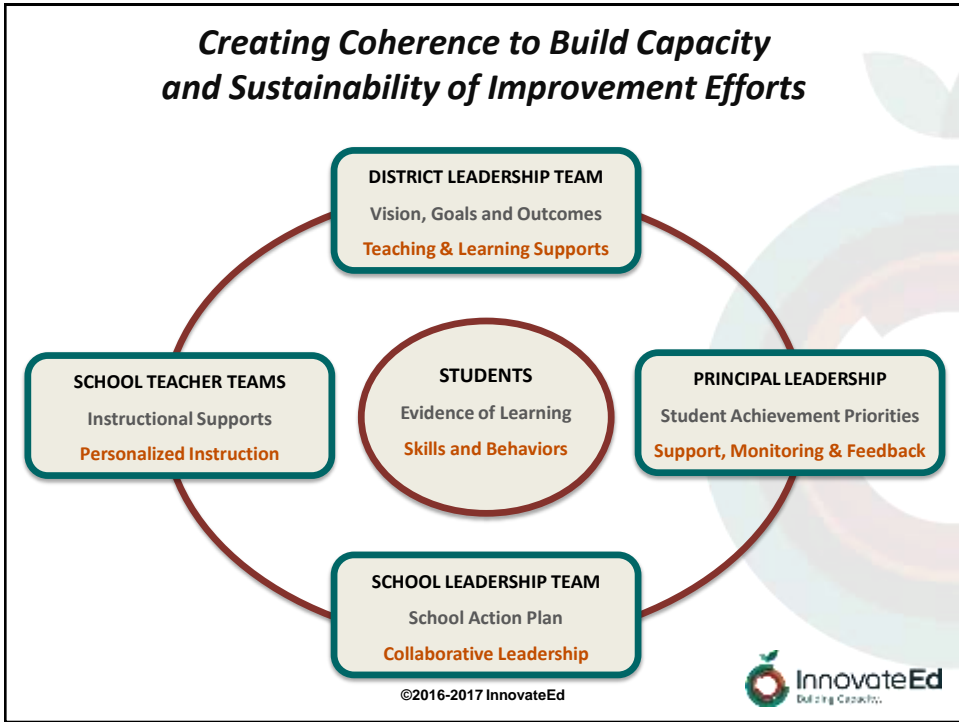 Creating Coherence to Build Capacity
and Sustainability of Improvement Efforts
DISTRICT LEADERSHIP TEAM
Vision, Goals and Outcomes
Teaching & Learning Supports
SCHOOL TEACHER TEAMS
Instructional Supports
Personalized Instruction
STUDENTS
Evidence of Learning
Skills and Behaviors
PRINCIPAL LEADERSHIP
Student Achievement Priorities
Support, Monitoring & Feedback
SCHOOL LEADERSHIP TEAM
School Action Plan
Collaborative Leadership
©2016-2017 InnovateEd
InnovateEd
Building Capacity.